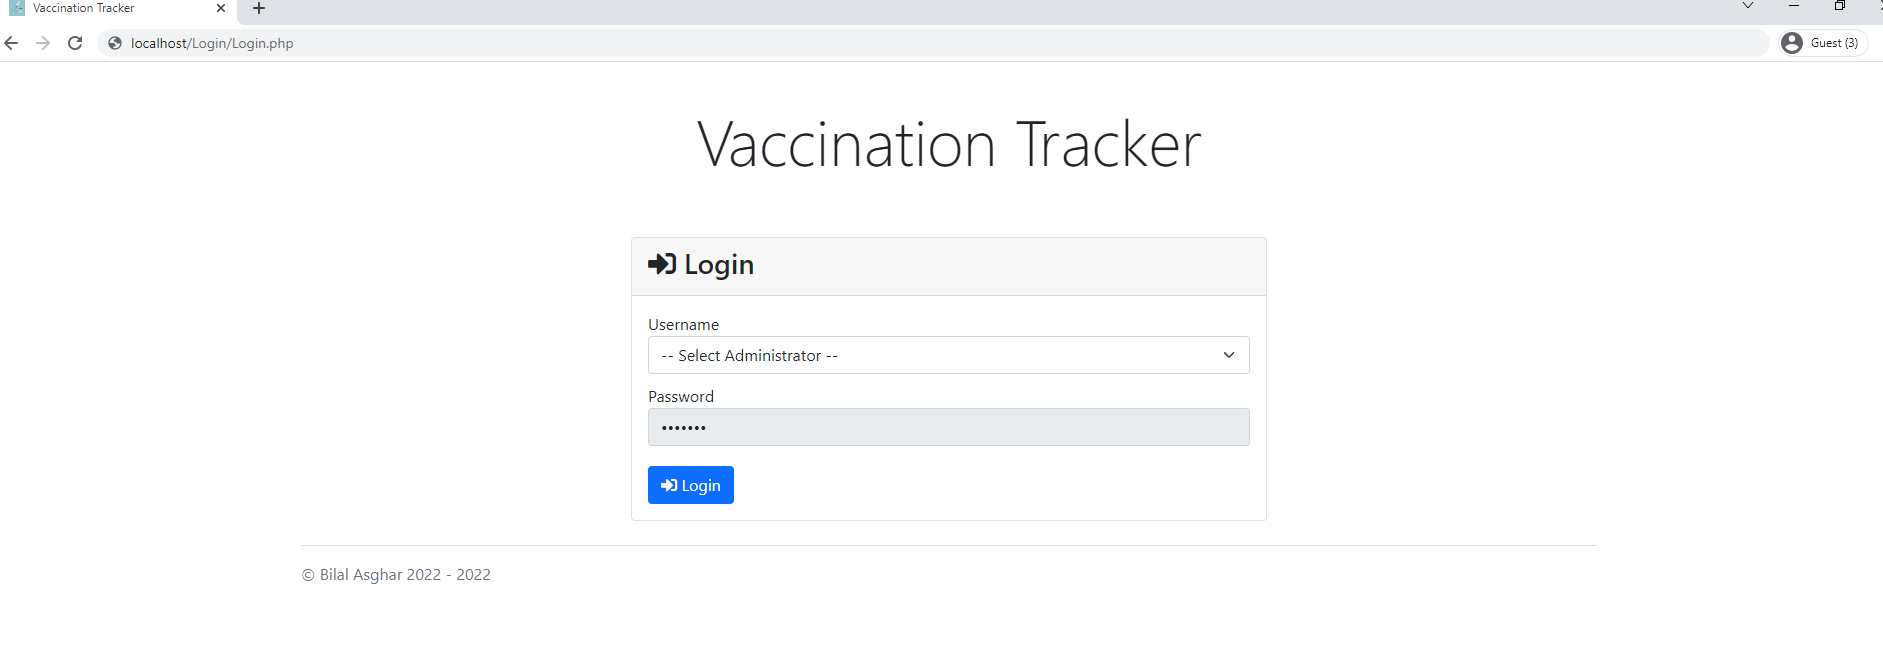 Vaccination Tracker
localhost/Login/Login.php
Guest (3)
Vaccination Tracker
Login
Username
-- Select Administrator --
Password
•••••••
Login
© Bilal Asghar 2022 - 2022